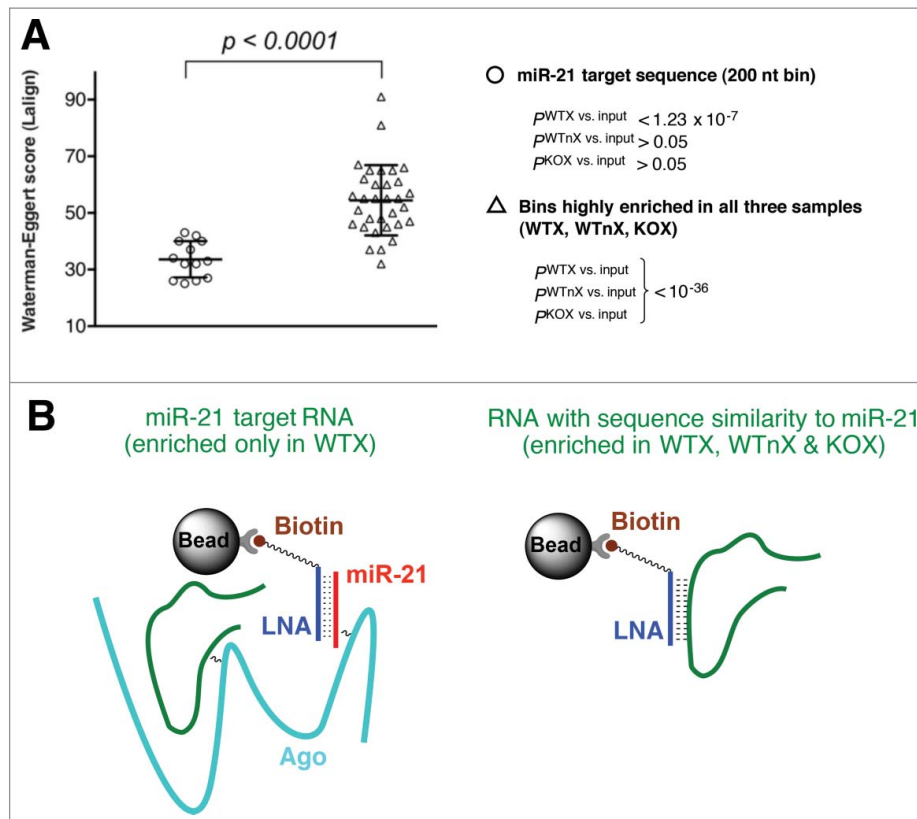 A
p < 0.0001
Waterman-Eggert score (Lalign)
90
70
50
30
10
miR-21 target sequence (200 nt bin)
PWTX vs. input < 1.23 x 10-7
PWTnX vs. input > 0.05
PKOX vs. input > 0.05
Bins highly enriched in all three samples
(WTX, WTnX, KOX)
PWTX vs. input
PWTnX vs. input
PKOX vs. input
< 10-36
B
miR-21 target RNA
(enriched only in WTX)
Bead
Biotin
miR-21
LNA
Ago
RNA with sequence similarity to miR-21
(enriched in WTX, WTnX & KOX)
Bead
Biotin
LNA